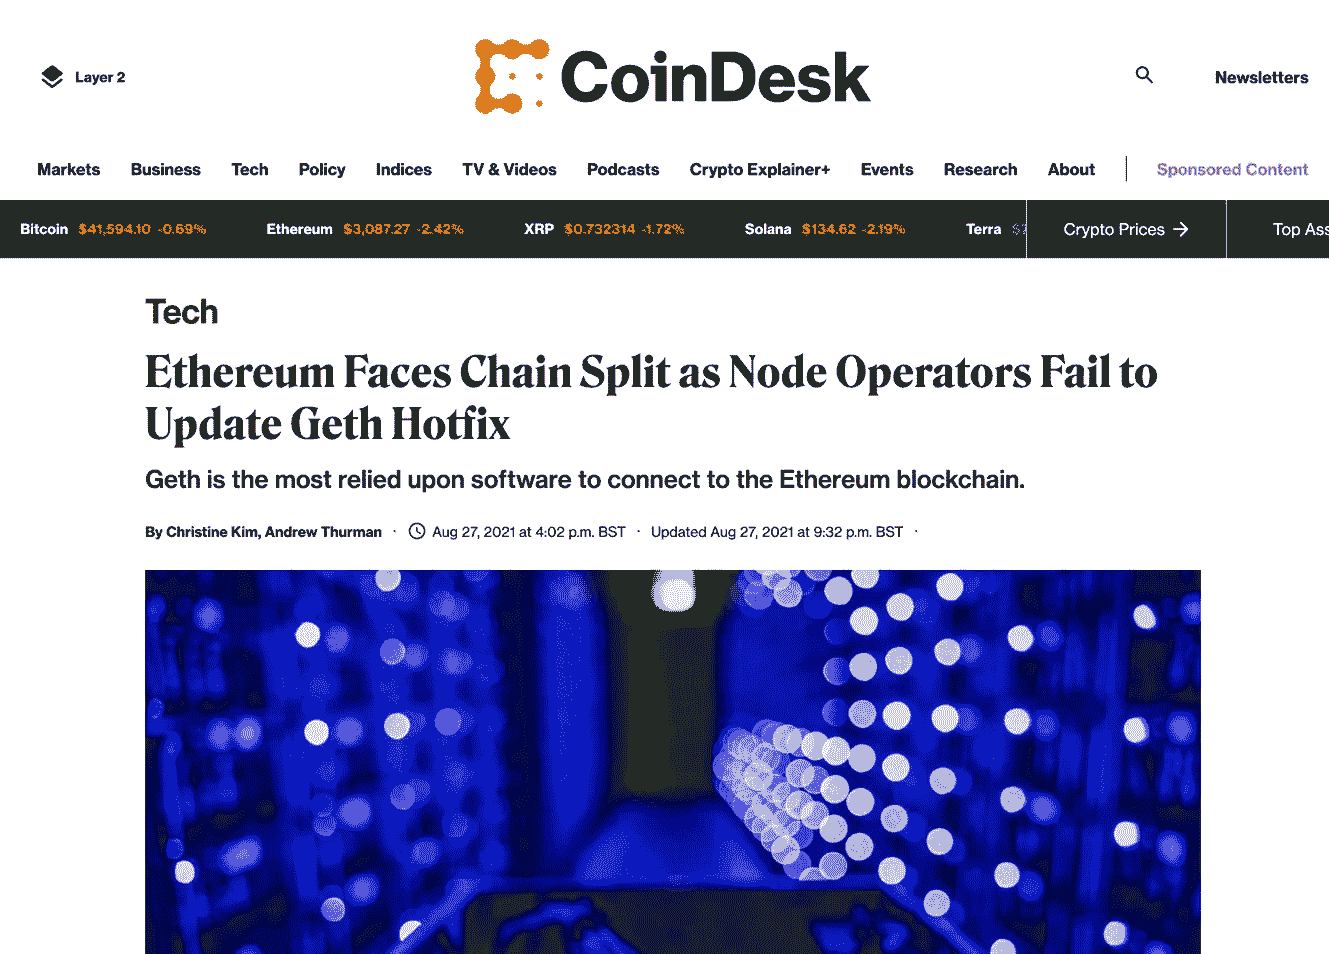 Layer 2
CoinDesk
Newsletters
Markets Business Tech Policy Indices TV & Videos Podcasts Crypto Explainer+ Events Research About Sponsored Content
Bitcoin $41,594.10 -0.69% Ethereum $3,087.27 -2.42% XRP $0.732314 -1.72% Solana $134.62 -2.19% Terra Crypto Prices → Top Ass
Tech
Ethereum Faces Chain Split as Node Operators Fail to
Update Geth Hotfix
Geth is the most relied upon software to connect to the Ethereum blockchain.
By Christine Kim, Andrew Thurman · Aug 27, 2021 at 4:02 p.m. BST · Updated Aug 27, 2021 at 9:32 p.m. BST ·